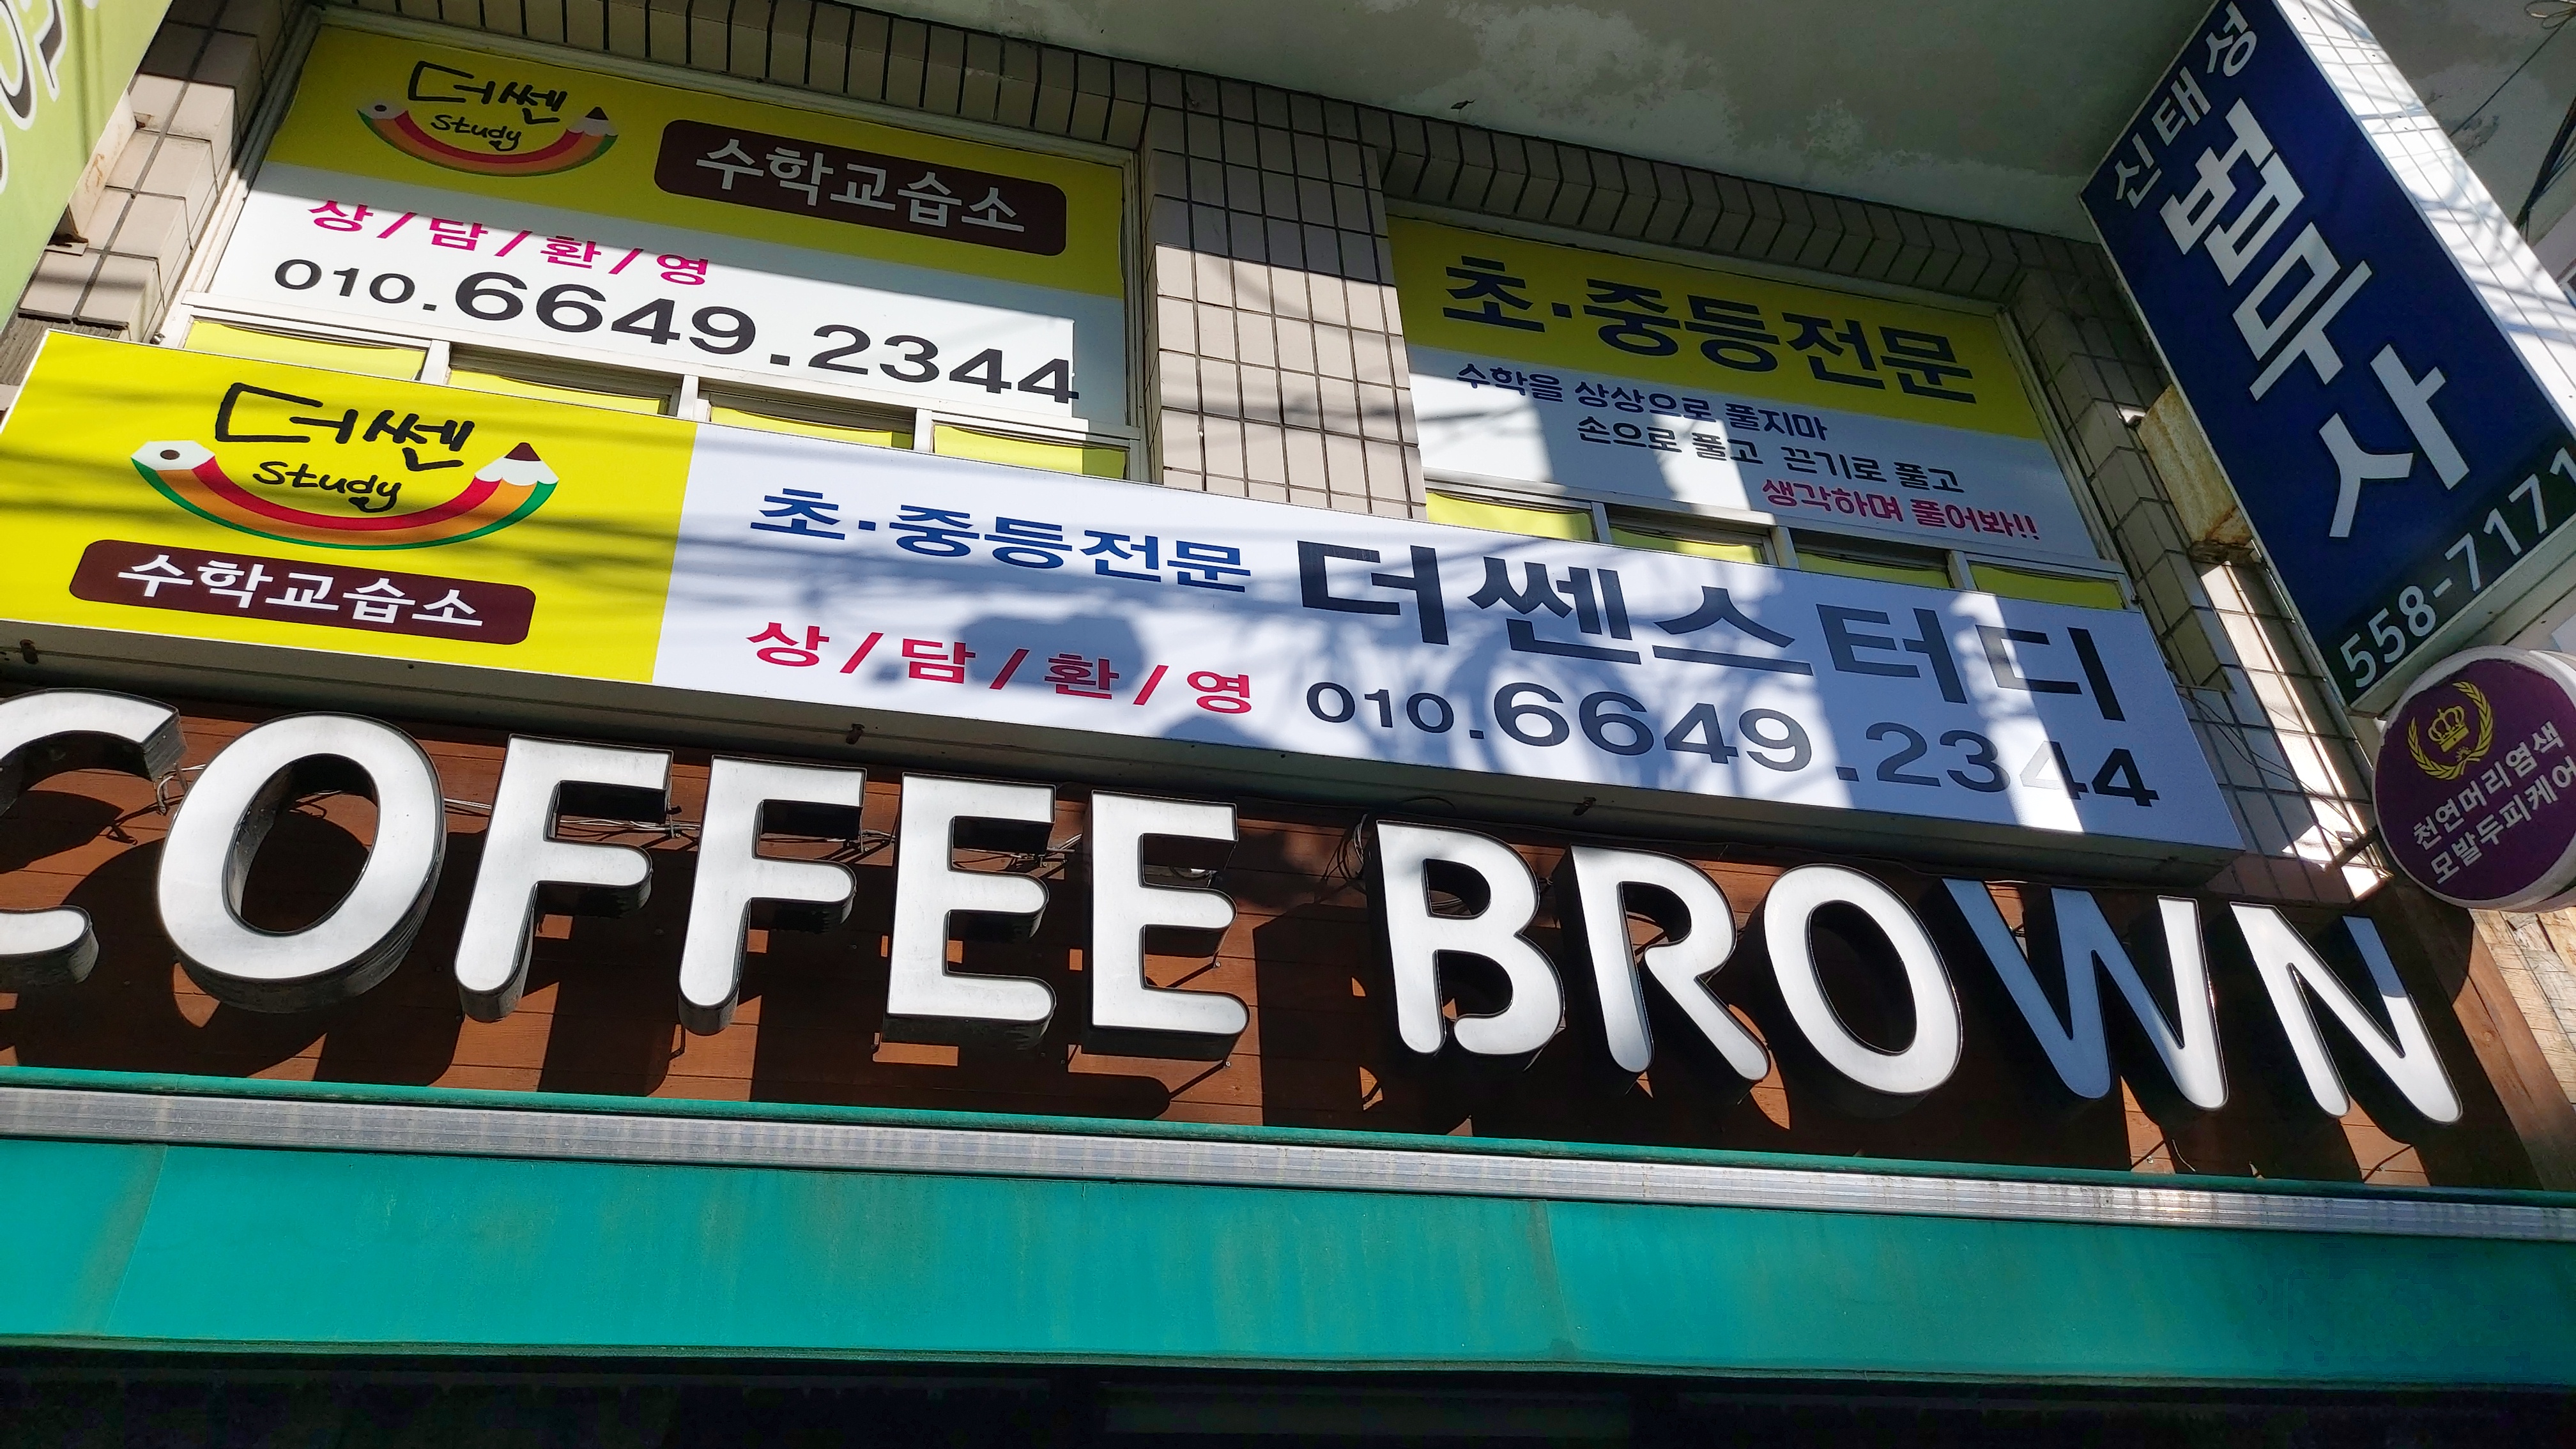 더쎈
study
수학교습소
상/담/환/영
010.6649.2344
초·중등전문
수학을 상상으로 풀지마
손으로 풀고 끈기로 풀고
생각하며 풀어봐!!
신태성
법무사
558-7171
더쎈
study
수학교습소
초·중등전문 더쎈스터디
상/담/환/영 010.6649.2344
천연머리염색
모발두피케어
COFFEE BROWN